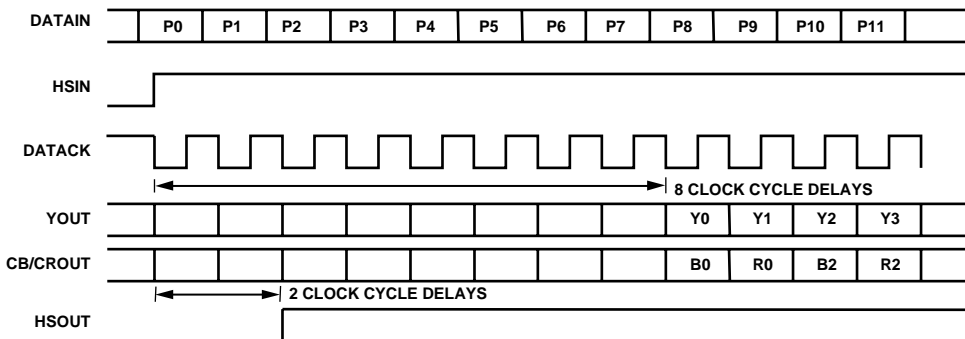 DATAIN P0 P1 P2 P3 P4 P5 P6 P7 P8 P9 P10 P11
HSIN
DATACK
8 CLOCK CYCLE DELAYS
YOUT Y0 Y1 Y2 Y3
CB/CROUT B0 R0 B2 R2
2 CLOCK CYCLE DELAYS
HSOUT